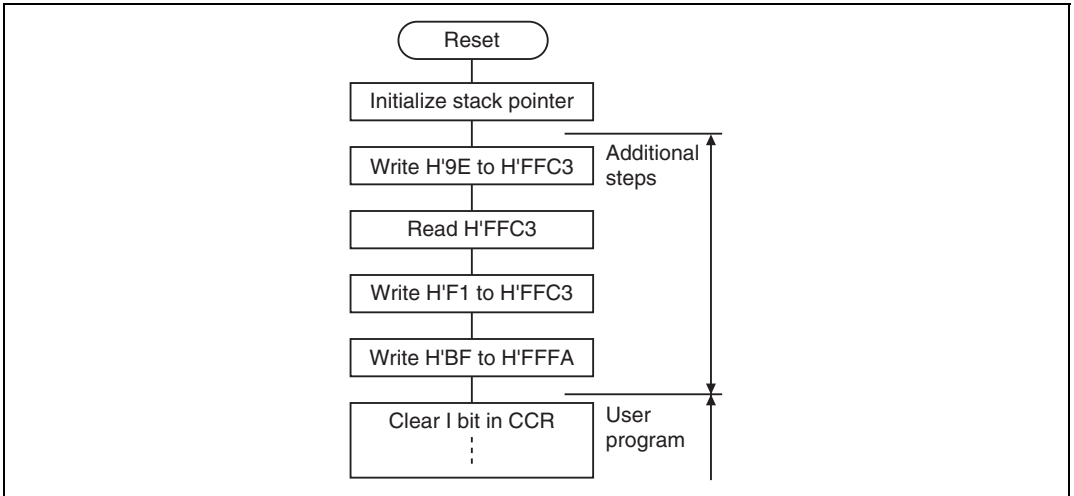 Reset
Initialize stack pointer
Write H'9E to H'FFC3
Additional
steps
Read H'FFC3
Write H'F1 to H'FFC3
Write H'BF to H'FFFA
Clear I bit in CCR
User
program